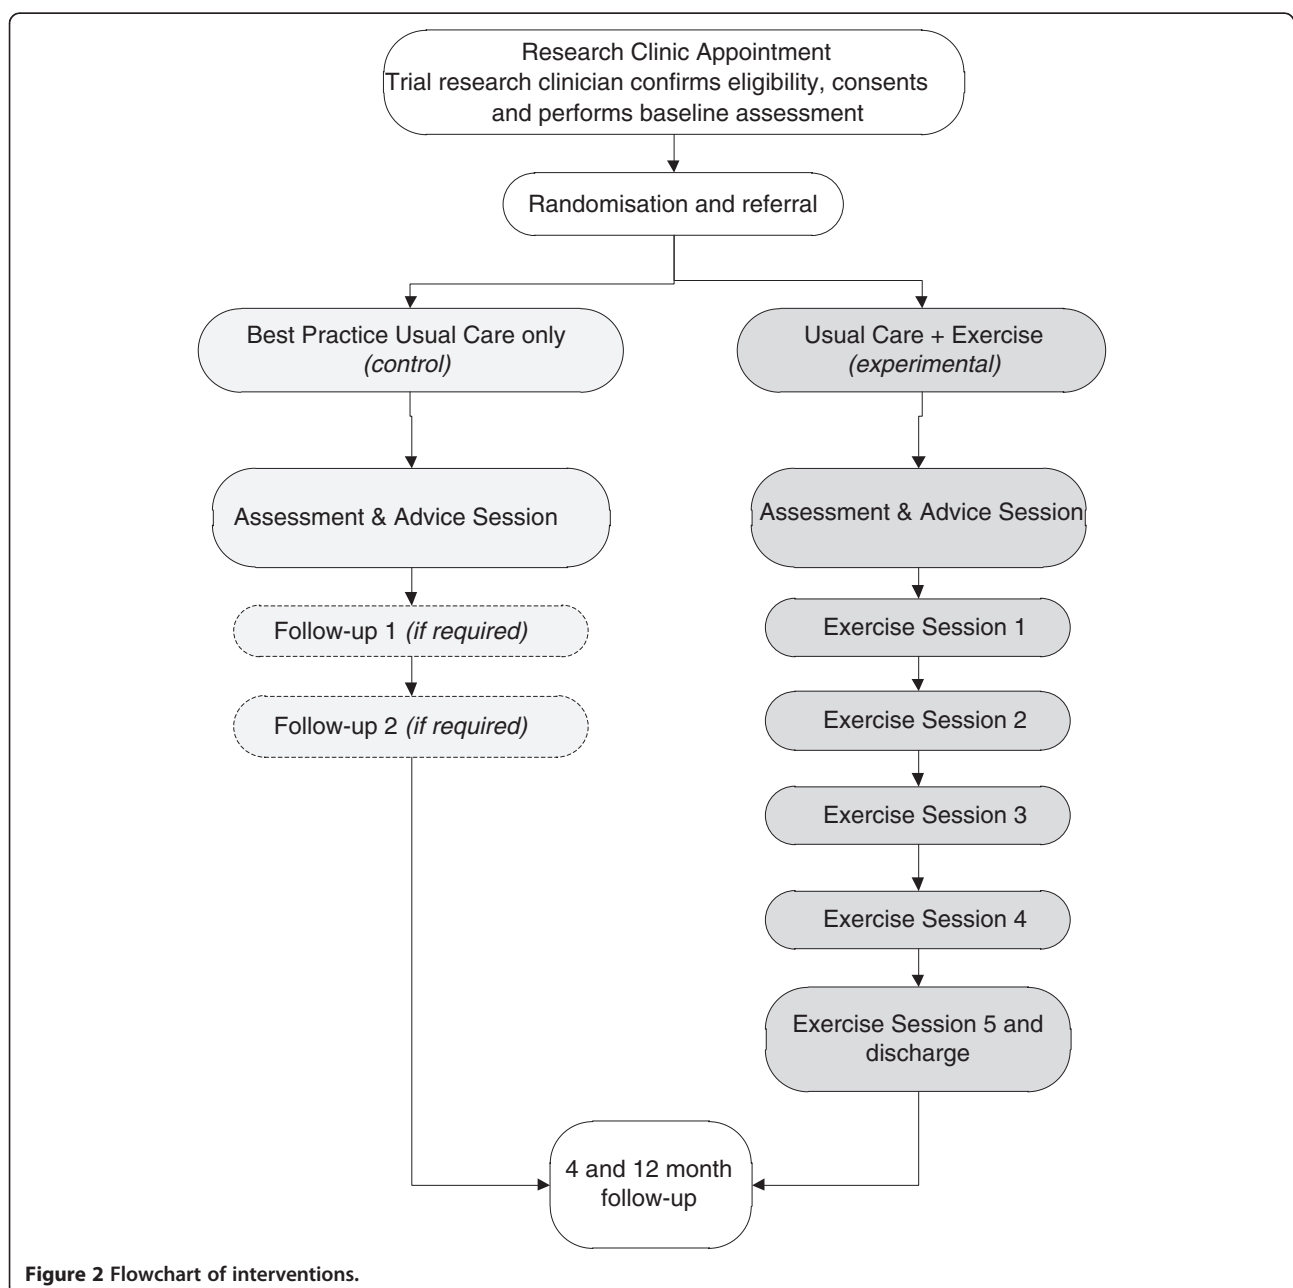 Research Clinic Appointment
Trial research clinician confirms eligibility, consents
and performs baseline assessment
Randomisation and referral
Best Practice Usual Care only
(control)
Usual Care + Exercise
(experimental)
Assessment & Advice Session
Assessment & Advice Session
Follow-up 1 (if required)
Exercise Session 1
Follow-up 2 (if required)
Exercise Session 2
Exercise Session 3
Exercise Session 4
Exercise Session 5 and
discharge
4 and 12 month
follow-up
Figure 2 Flowchart of interventions.